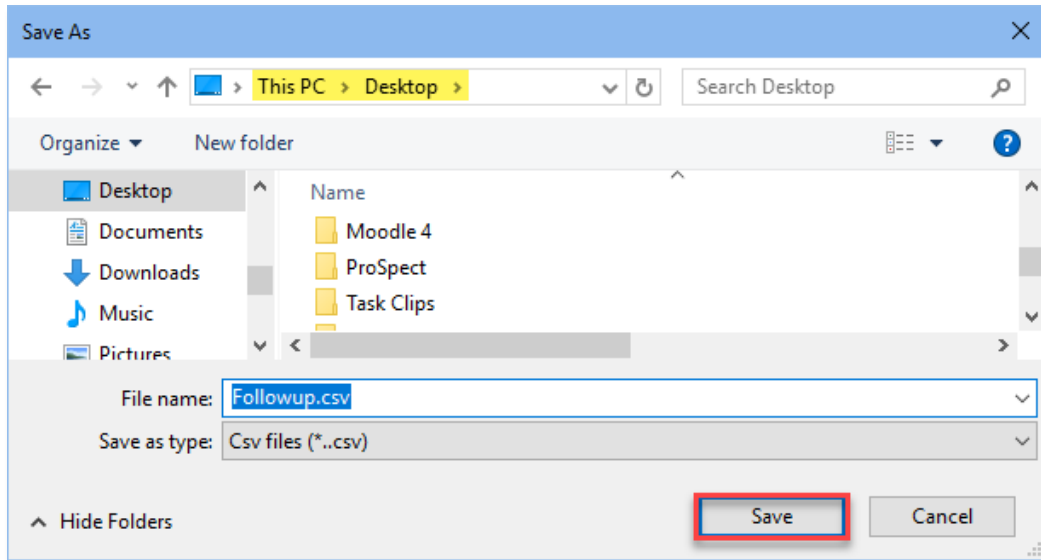 Save As
This PC > Desktop >
Search Desktop
Organize
New folder
?
Desktop
Documents
Downloads
Music
Pictures
Name
Moodle 4
ProSpect
Task Clips
File name: Followup.csv
Save as type: Csv files (*..csv)
Hide Folders
Save
Cancel